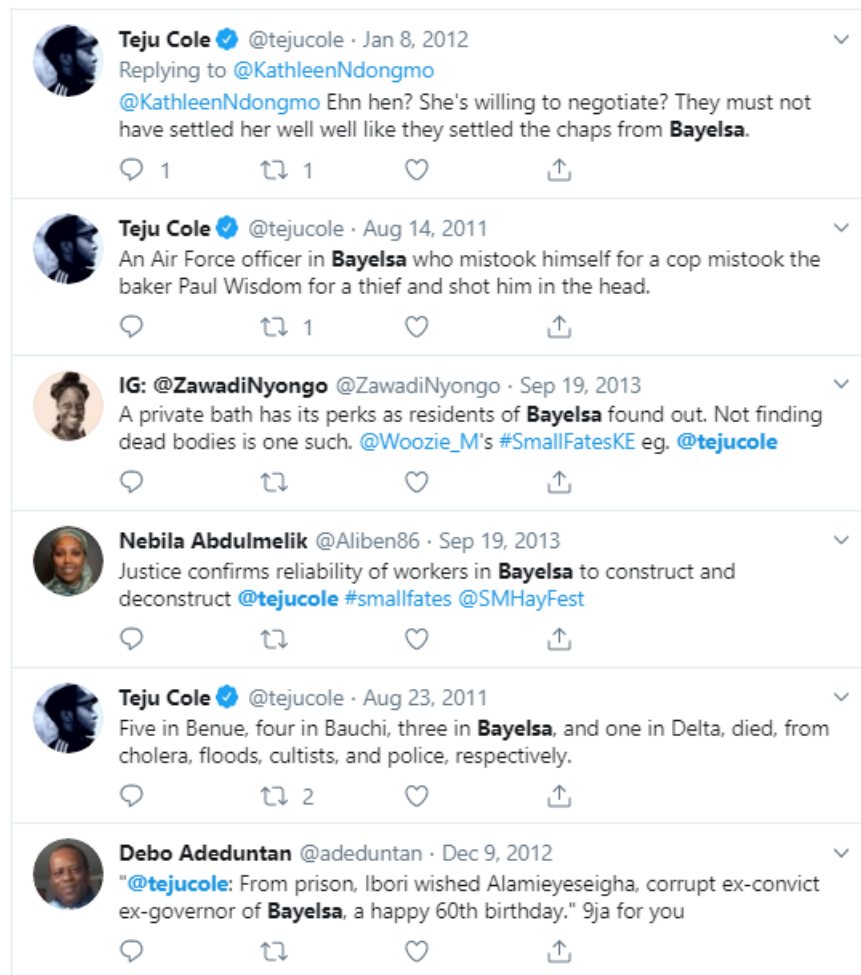 Teju Cole @tejucole · Jan 8, 2012
Replying to @KathleenNdongmo
@KathleenNdongmo Ehn hen? She's willing to negotiate? They must not
have settled her well well like they settled the chaps from Bayelsa.
1 1
Teju Cole @tejucole · Aug 14, 2011
An Air Force officer in Bayelsa who mistook himself for a cop mistook the
baker Paul Wisdom for a thief and shot him in the head.
1
IG: @ZawadiNyongo @ZawadiNyongo · Sep 19, 2013
A private bath has its perks as residents of Bayelsa found out. Not finding
dead bodies is one such. @Woozie_M's #SmallFatesKE eg. @tejucole
Nebila Abdulmelik @Aliben86 · Sep 19, 2013
Justice confirms reliability of workers in Bayelsa to construct and
deconstruct @tejucole #smallfates @SMHayFest
Teju Cole @tejucole · Aug 23, 2011
Five in Benue, four in Bauchi, three in Bayelsa, and one in Delta, died, from
cholera, floods, cultists, and police, respectively.
2
Debo Adeduntan @adeduntan · Dec 9, 2012
"@tejucole: From prison, Ibori wished Alamieyeseigha, corrupt ex-convict
ex-governor of Bayelsa, a happy 60th birthday." 9ja for you